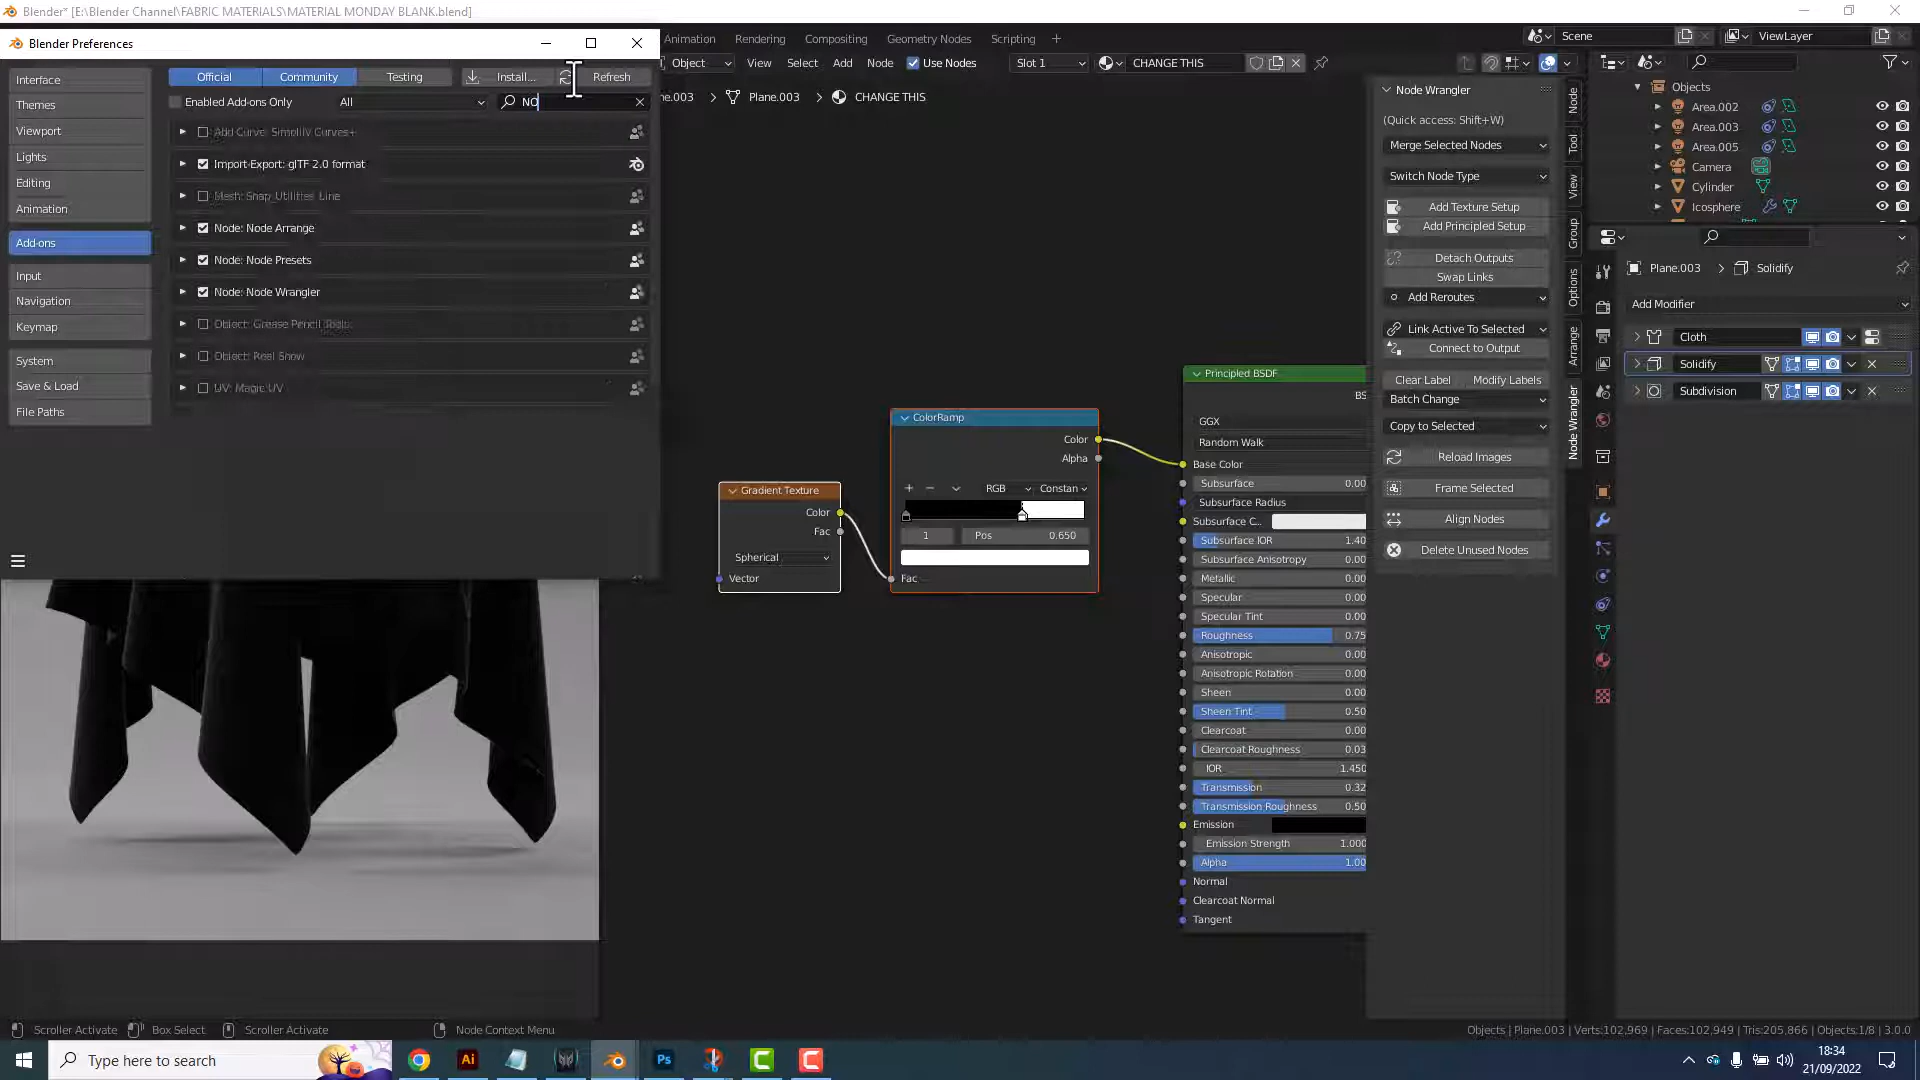 Blender* [E:\Blender Channel\FABRIC MATERIALS\MATERIAL MONDAY BLANK.blend]
Blender Preferences
Animation
Rendering
Compositing
Geometry Nodes
Scripting
Scene
ViewLayer
Interface
Themes
Viewport
Lights
Editing
Animation
Add-ons
Input
Navigation
Keymap
System
Save & Load
File Paths
Official
Community
Testing
Install...
Refresh
Enabled Add-ons Only
All
NO
Import-Export: glTF 2.0 format
Mesh: Snap Utilities Line
Node: Node Arrange
Node: Node Presets
Node: Node Wrangler
Object: Grease Pencil Tools
UV: Magic UV
Object
View
Select
Add
Node
Use Nodes
Slot 1
CHANGE THIS
ne.003
Plane.003
CHANGE THIS
Gradient Texture
Color
Fac
Spherical
Vector
ColorRamp
Color
Alpha
RGB
Constan
1
Pos
0.650
Fac
Principled BSDF
BS
GGX
Random Walk
Base Color
Subsurface
0.00
Subsurface Radius
Subsurface C...
Subsurface IOR
1.40
Subsurface Anisotropy
0.00
Metallic
0.00
Specular
0.00
Specular Tint
0.00
Roughness
0.75
Anisotropic
0.00
Anisotropic Rotation
0.00
Sheen
0.00
Sheen Tint
0.50
Clearcoat
0.00
Clearcoat Roughness
0.03
IOR
1.450
Transmission
0.32
Transmission Roughness
0.50
Emission
Emission Strength
1.000
Alpha
1.00
Normal
Clearcoat Normal
Tangent
Node Wrangler
(Quick access: Shift+W)
Merge Selected Nodes
Switch Node Type
Add Texture Setup
Add Principled Setup
Detach Outputs
Swap Links
Add Reroutes
Link Active To Selected
Connect to Output
Clear Label
Modify Labels
Batch Change
Copy to Selected
Reload Images
Frame Selected
Align Nodes
Delete Unused Nodes
Node
Tool
View
Group
Options
Arrange
Node Wrangler
Objects
Area.002
Area.003
Area.005
Camera
Cylinder
Icosphere
Plane.003
Solidify
Add Modifier
Cloth
Solidify
Subdivision
Scroller Activate
Box Select
Scroller Activate
Node Context Menu
Objects | Plane.003 | Verts:102,969 | Faces:102,949 | Tris:205,866 | Objects:1/8 | 3.0.0
Type here to search
Ai
Ps
18:34
21/09/2022